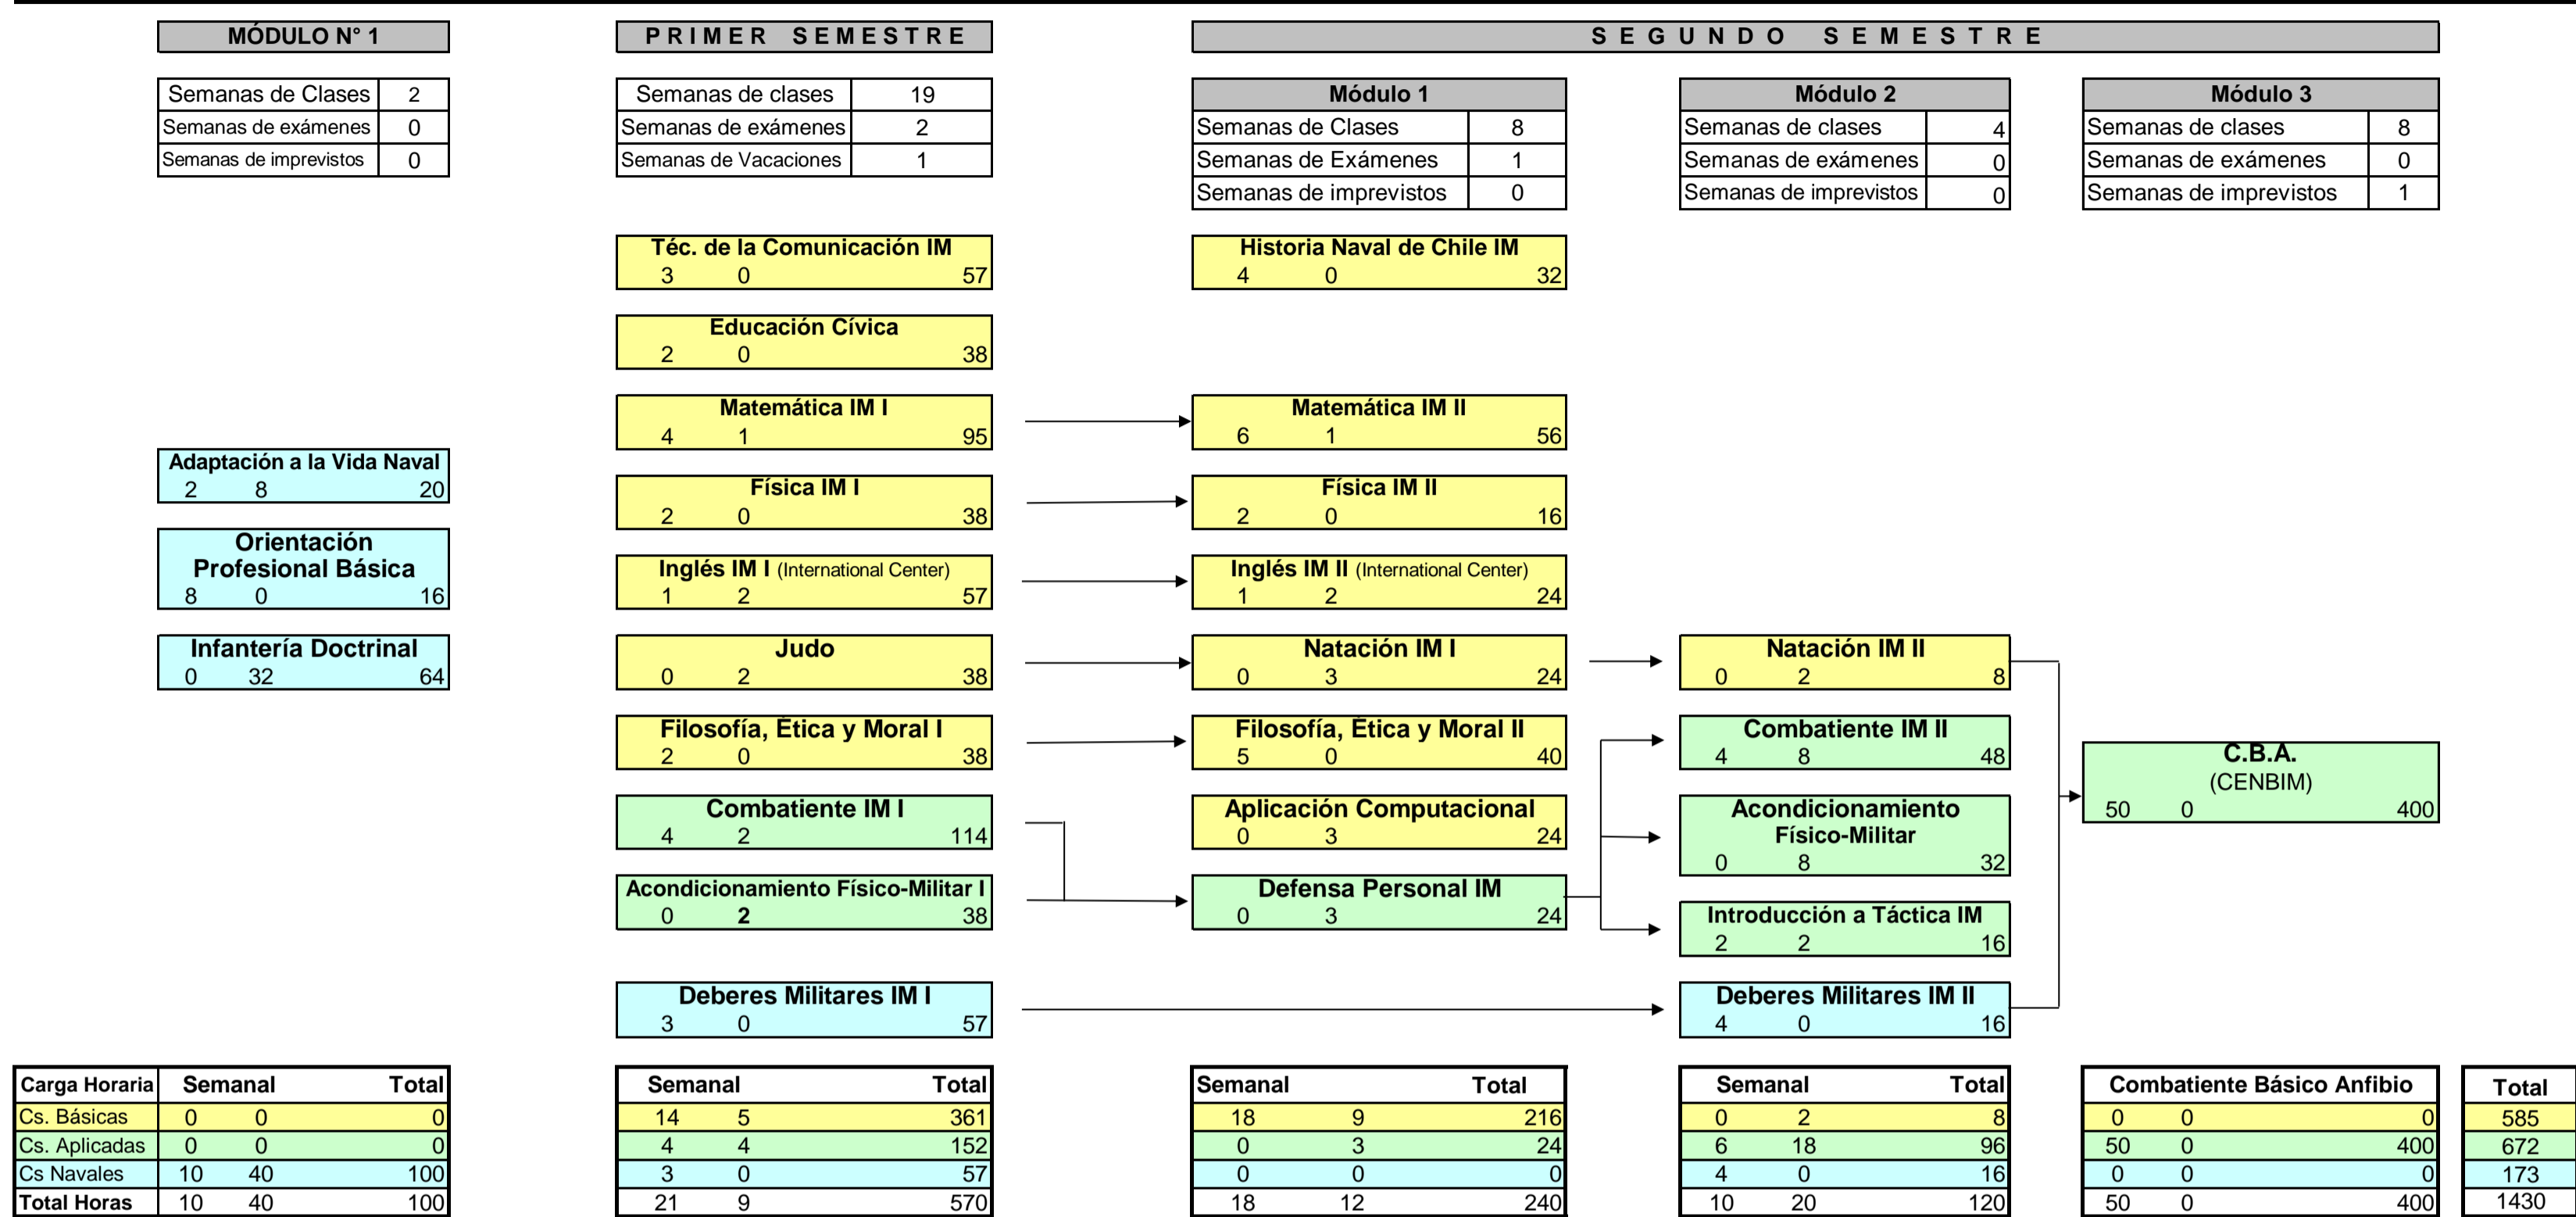 MÓDULO N° 1
Semanas de Clases 2
Semanas de exámenes 0
Semanas de imprevistos 0
Adaptación a la Vida Naval
2 8 20
Orientación
Profesional Básica
8 0 16
Infantería Doctrinal
0 32 64
PRIMER SEMESTRE
Semanas de clases 19
Semanas de exámenes 2
Semanas de Vacaciones 1
Téc. de la Comunicación IM
3 0 57
Educación Cívica
2 0 38
Matemática IM I
4 1 95
Física IM I
2 0 38
Inglés IM I (International Center)
1 2 57
Judo
0 2 38
Filosofía, Ética y Moral I
2 0 38
Combatiente IM I
4 2 114
Acondicionamiento Físico-Militar I
0 2 38
Deberes Militares IM I
3 0 57
SEGUNDO SEMESTRE
Módulo 1
Semanas de Clases 8
Semanas de Exámenes 1
Semanas de imprevistos 0
Historia Naval de Chile IM
4 0 32
Matemática IM II
6 1 56
Física IM II
2 0 16
Inglés IM II (International Center)
1 2 24
Natación IM I
0 3 24
Filosofía, Ética y Moral II
5 0 40
Aplicación Computacional
0 3 24
Defensa Personal IM
0 3 24
Módulo 2
Semanas de clases 4
Semanas de exámenes 0
Semanas de imprevistos 0
Natación IM II
0 2 8
Combatiente IM II
4 8 48
Acondicionamiento
Físico-Militar
0 8 32
Introducción a Táctica IM
2 2 16
Deberes Militares IM II
4 0 16
Módulo 3
Semanas de clases 8
Semanas de exámenes 0
Semanas de imprevistos 1
C.B.A.
(CENBIM)
50 0 400
Carga Horaria Semanal Total Semanal Total Semanal Total Semanal Total Combatiente Básico Anfibio Total
Cs. Básicas 0 0 0 14 5 361 18 9 216 0 2 8 0 0 0 585
Cs. Aplicadas 0 0 0 4 4 152 0 3 24 6 18 96 50 0 400 672
Cs Navales 10 40 100 3 0 57 0 0 0 4 0 16 0 0 0 173
Total Horas 10 40 100 21 9 570 18 12 240 10 20 120 50 0 400 1430